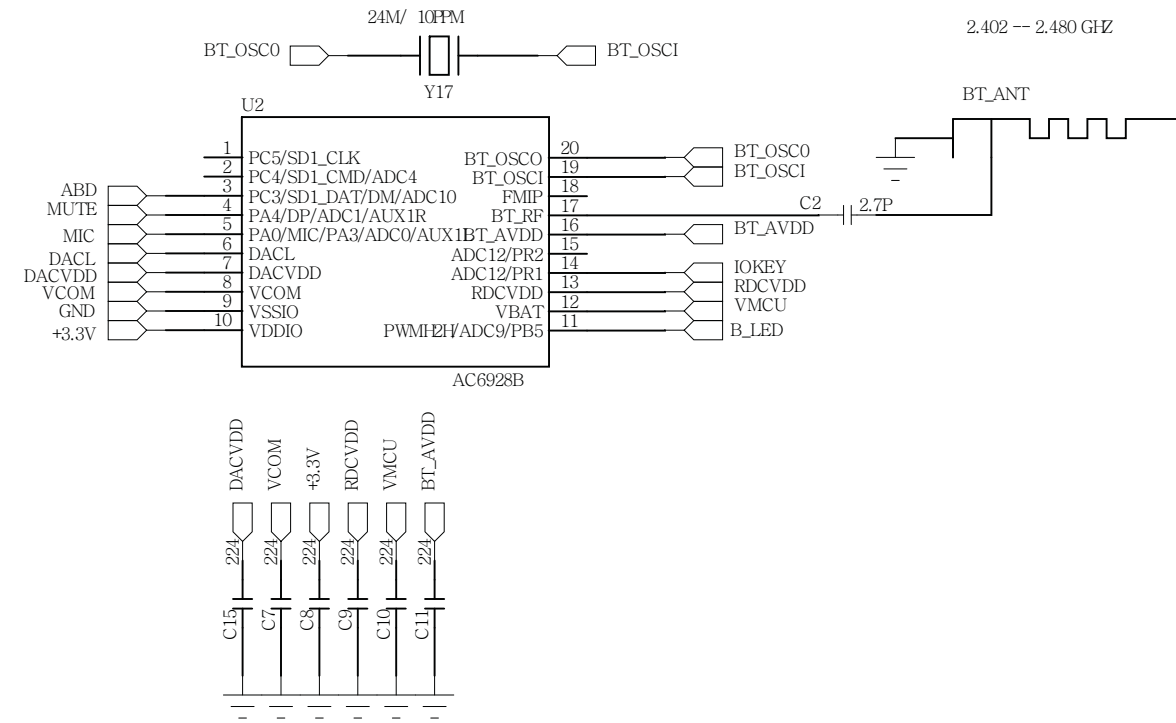 24M/ 10PPM
2.402 -- 2.480 GHZ
BT_OSC0
BT_OSCI
Y17
BT_ANT
U2
1 PC5/SD1_CLK
2 PC4/SD1_CMD/ADC4
ABD 3 PC3/SD1_DAT/DM/ADC10
MUTE 4 PA4/DP/ADC1/AUX1R
MIC 5 PA0/MIC/PA3/ADC0/AUX1L
DACL 6 DACL
DACVDD 7 DACVDD
VCOM 8 VCOM
GND 9 VSSIO
+3.3V 10 VDDIO
BT_OSCO 20 BT_OSC0
BT_OSCI 19 BT_OSCI
FMIP 18
BT_RF 17 C2 2.7P
BT_AVDD 16 BT_AVDD
ADC12/PR2 15
ADC12/PR1 14 IOKEY
RDCVDD 13 RDCVDD
VBAT 12 VMCU
PWMH2H/ADC9/PB5 11 B_LED
AC6928B
DACVDD 224 C15
VCOM 224 C7
+3.3V 224 C8
RDCVDD 224 C9
VMCU 224 C10
BT_AVDD 224 C11